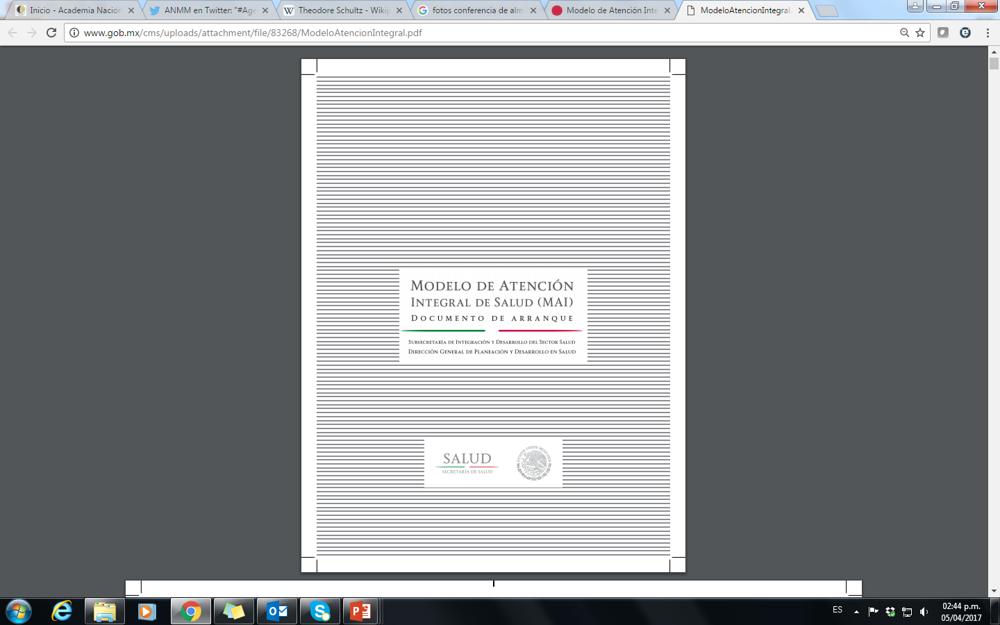 Inicio - Academia Nacion
ANMM en Twitter: "#Age
Theodore Schultz - Wikip
fotos conferencia de alm
Modelo de Atención Inte
ModeloAtencionIntegral.
www.gob.mx/cms/uploads/attachment/file/83268/ModeloAtencionIntegral.pdf
MODELO DE ATENCIÓN
INTEGRAL DE SALUD (MAI)
DOCUMENTO DE ARRANQUE
SUBSECRETARÍA DE INTEGRACIÓN Y DESARROLLO DEL SECTOR SALUD
DIRECCIÓN GENERAL DE PLANEACIÓN Y DESARROLLO EN SALUD
SALUD
SECRETARÍA DE SALUD
ESTADOS UNIDOS MEXICANOS
ES
02:44 p.m.
05/04/2017